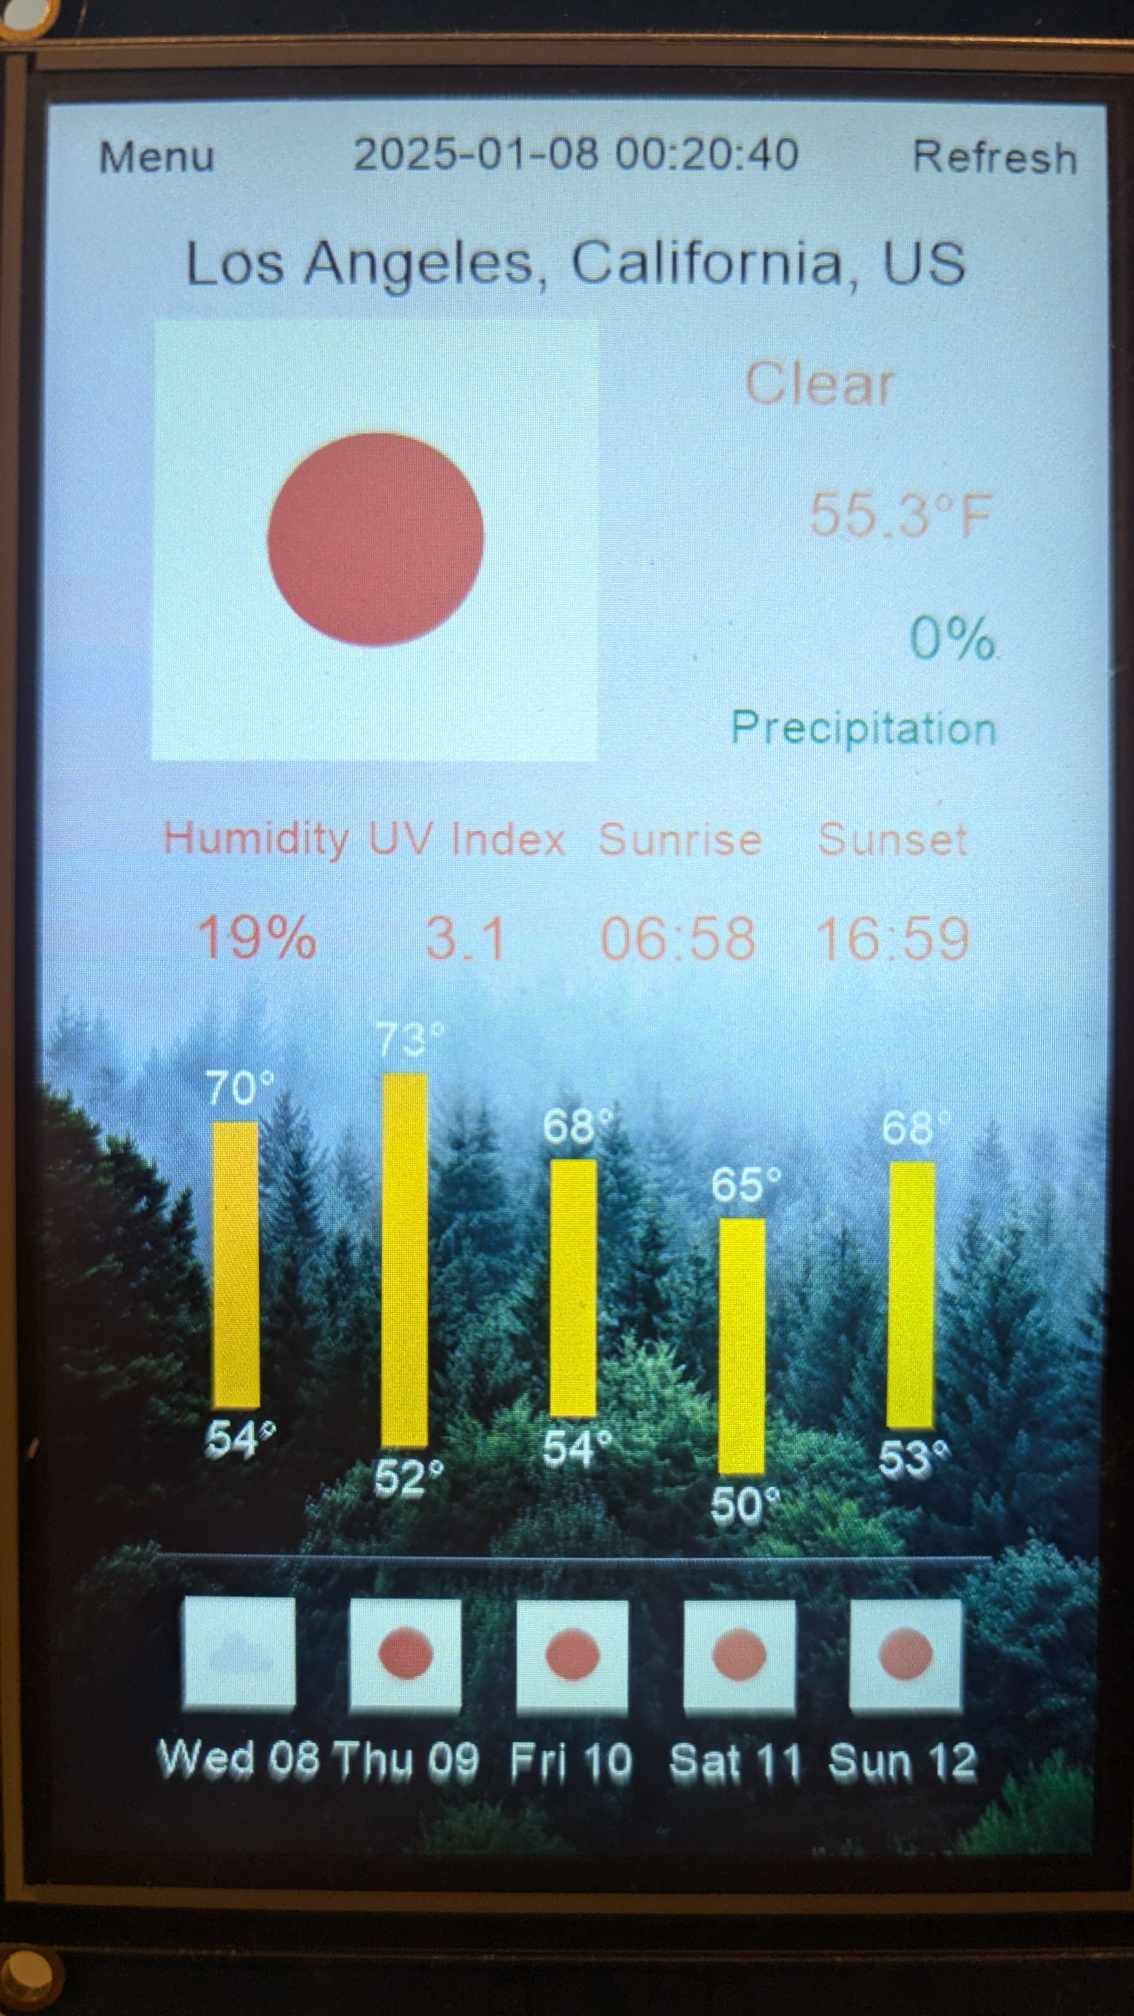 Menu 2025-01-08 00:20:40 Refresh
Los Angeles, California, US
Clear
55.3°F
0%
Precipitation
Humidity UV Index Sunrise Sunset
19% 3.1 06:58 16:59
70° 73° 68° 65° 68°
54° 52° 54° 50° 53°
Wed 08 Thu 09 Fri 10 Sat 11 Sun 12